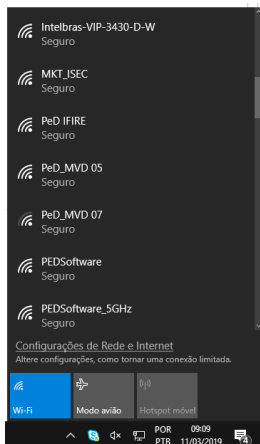 Intelbras-VIP-3430-D-W
Seguro
MKT_ISEC
Seguro
PeD IFIRE
Seguro
PeD_MVD 05
Seguro
PeD_MVD 07
Seguro
PEDSoftware
Seguro
PEDSoftware_5GHz
Seguro
Configurações de Rede e Internet
Altere configurações, como tornar uma conexão limitada.
Wi-Fi Modo avião Hotspot móvel
POR 09:09
PTB 11/03/2019 4